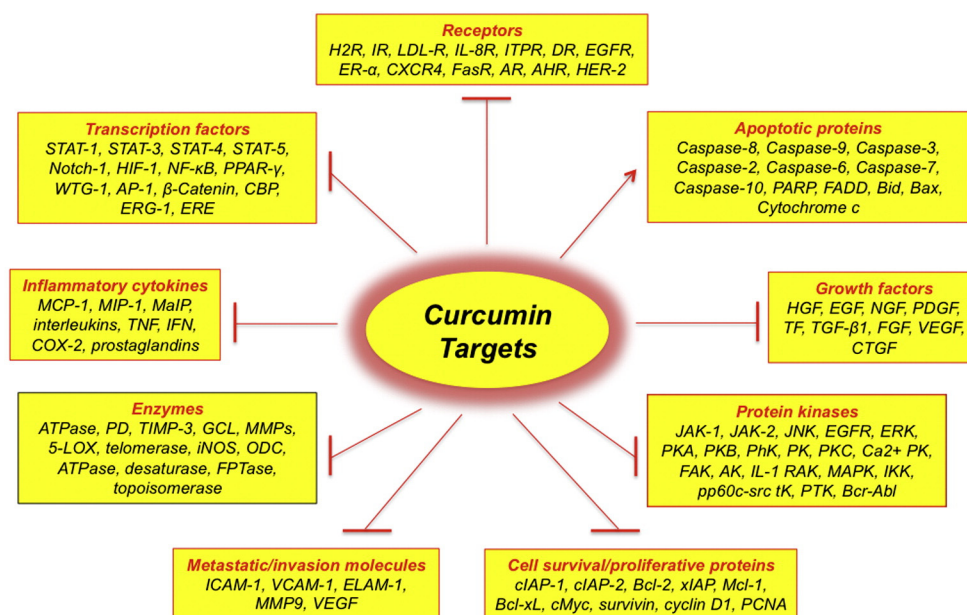 Receptors
H2R, IR, LDL-R, IL-8R, ITPR, DR, EGFR,
ER-α, CXCR4, FasR, AR, AHR, HER-2
Transcription factors
STAT-1, STAT-3, STAT-4, STAT-5,
Notch-1, HIF-1, NF-κB, PPAR-γ,
WTG-1, AP-1, β-Catenin, CBP,
ERG-1, ERE
Apoptotic proteins
Caspase-8, Caspase-9, Caspase-3,
Caspase-2, Caspase-6, Caspase-7,
Caspase-10, PARP, FADD, Bid, Bax,
Cytochrome c
Inflammatory cytokines
MCP-1, MIP-1, MaIP,
interleukins, TNF, IFN,
COX-2, prostaglandins
Curcumin
Targets
Growth factors
HGF, EGF, NGF, PDGF,
TF, TGF-β1, FGF, VEGF,
CTGF
Enzymes
ATPase, PD, TIMP-3, GCL, MMPs,
5-LOX, telomerase, iNOS, ODC,
ATPase, desaturase, FPTase,
topoisomerase
Protein kinases
JAK-1, JAK-2, JNK, EGFR, ERK,
PKA, PKB, PhK, PK, PKC, Ca2+ PK,
FAK, AK, IL-1 RAK, MAPK, IKK,
pp60c-src tK, PTK, Bcr-Abl
Metastatic/invasion molecules
ICAM-1, VCAM-1, ELAM-1,
MMP9, VEGF
Cell survival/proliferative proteins
cIAP-1, cIAP-2, Bcl-2, xIAP, Mcl-1,
Bcl-xL, cMyc, survivin, cyclin D1, PCNA